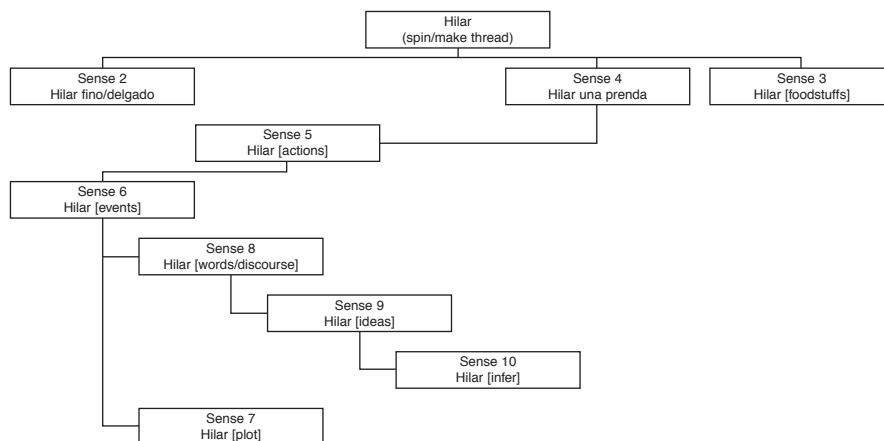 Hilar
(spin/make thread)
Sense 2
Hilar fino/delgado
Sense 4
Hilar una prenda
Sense 3
Hilar [foodstuffs]
Sense 5
Hilar [actions]
Sense 6
Hilar [events]
Sense 8
Hilar [words/discourse]
Sense 9
Hilar [ideas]
Sense 10
Hilar [infer]
Sense 7
Hilar [plot]